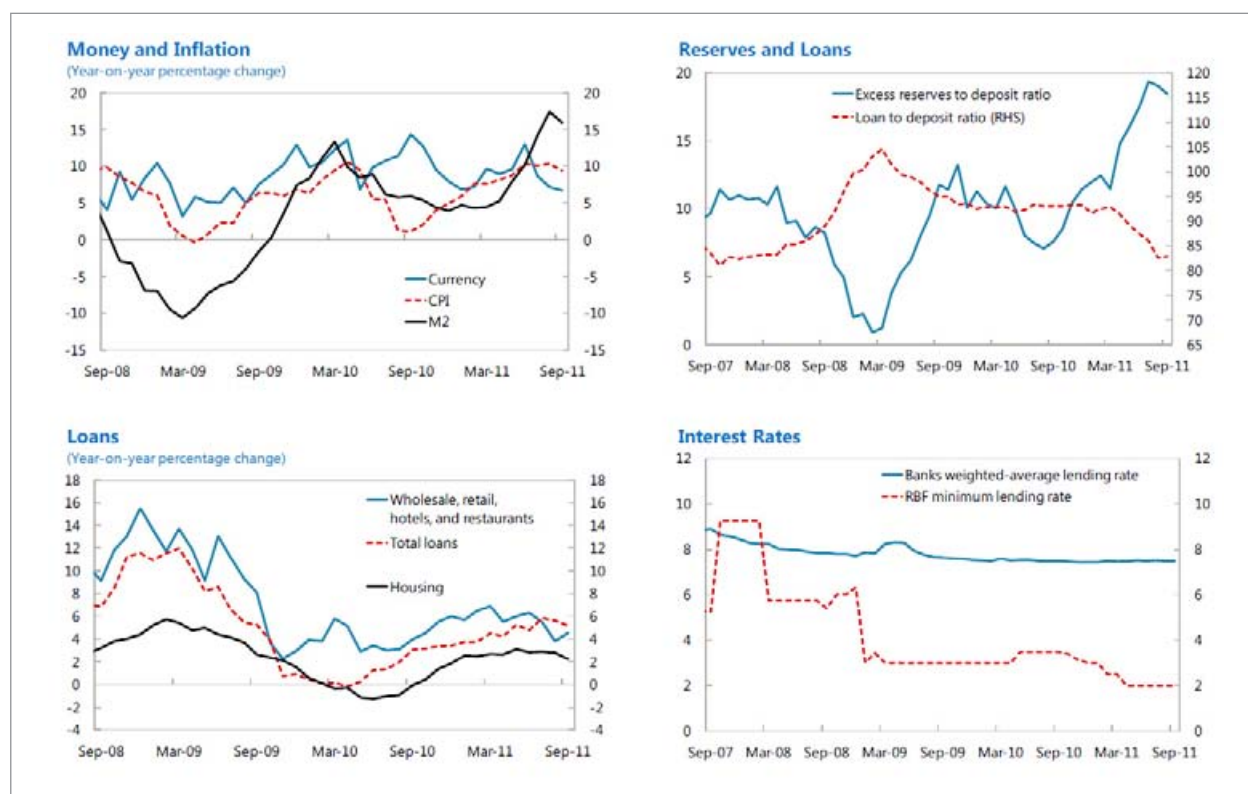 Money and Inflation
(Year-on-year percentage change)
20 20
15 15
10 10
5 5
0 0
-5 -5
-10 -10
-15 -15
Currency
CPI
M2
Sep-08 Mar-09 Sep-09 Mar-10 Sep-10 Mar-11 Sep-11
Reserves and Loans
20 120
115
15 110
105
100
10 95
90
85
5 80
75
70
0 65
Excess reserves to deposit ratio
Loan to deposit ratio (RHS)
Sep-07 Mar-08 Sep-08 Mar-09 Sep-09 Mar-10 Sep-10 Mar-11 Sep-11
Loans
(Year-on-year percentage change)
18 18
16 16
14 14
12 12
10 10
8 8
6 6
4 4
2 2
0 0
-2 -2
-4 -4
Wholesale, retail,
hotels, and restaurants
Total loans
Housing
Sep-08 Mar-09 Sep-09 Mar-10 Sep-10 Mar-11 Sep-11
Interest Rates
12 12
10 10
8 8
6 6
4 4
2 2
0 0
Banks weighted-average lending rate
RBF minimum lending rate
Sep-07 Mar-08 Sep-08 Mar-09 Sep-09 Mar-10 Sep-10 Mar-11 Sep-11